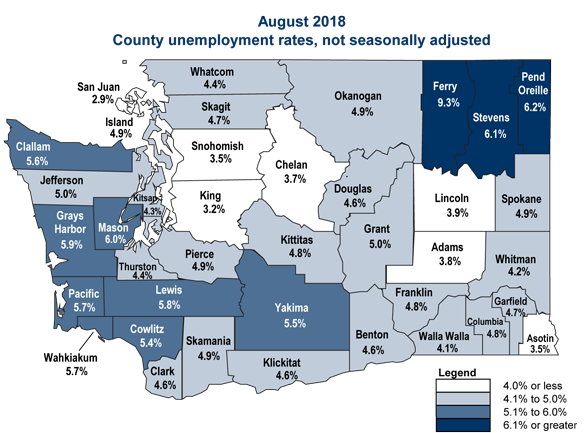 August 2018
County unemployment rates, not seasonally adjusted
Whatcom
4.4%
San Juan
2.9%
Skagit
4.7%
Island
4.9%
Okanogan
4.9%
Ferry
9.3%
Stevens
6.1%
Pend
Oreille
6.2%
Clallam
5.6%
Snohomish
3.5%
Chelan
3.7%
Jefferson
5.0%
Kitsap
4.3%
King
3.2%
Douglas
4.6%
Lincoln
3.9%
Spokane
4.9%
Grays
Harbor
5.9%
Mason
6.0%
Grant
5.0%
Kittitas
4.8%
Adams
3.8%
Whitman
4.2%
Thurston
4.4%
Pierce
4.9%
Pacific
5.7%
Lewis
5.8%
Yakima
5.5%
Franklin
4.8%
Garfield
4.7%
Columbia
4.8%
Walla Walla
4.1%
Benton
4.6%
Asotin
3.5%
Wahkiakum
5.7%
Cowlitz
5.4%
Skamania
4.9%
Clark
4.6%
Klickitat
4.6%
Legend
4.0% or less
4.1% to 5.0%
5.1% to 6.0%
6.1% or greater